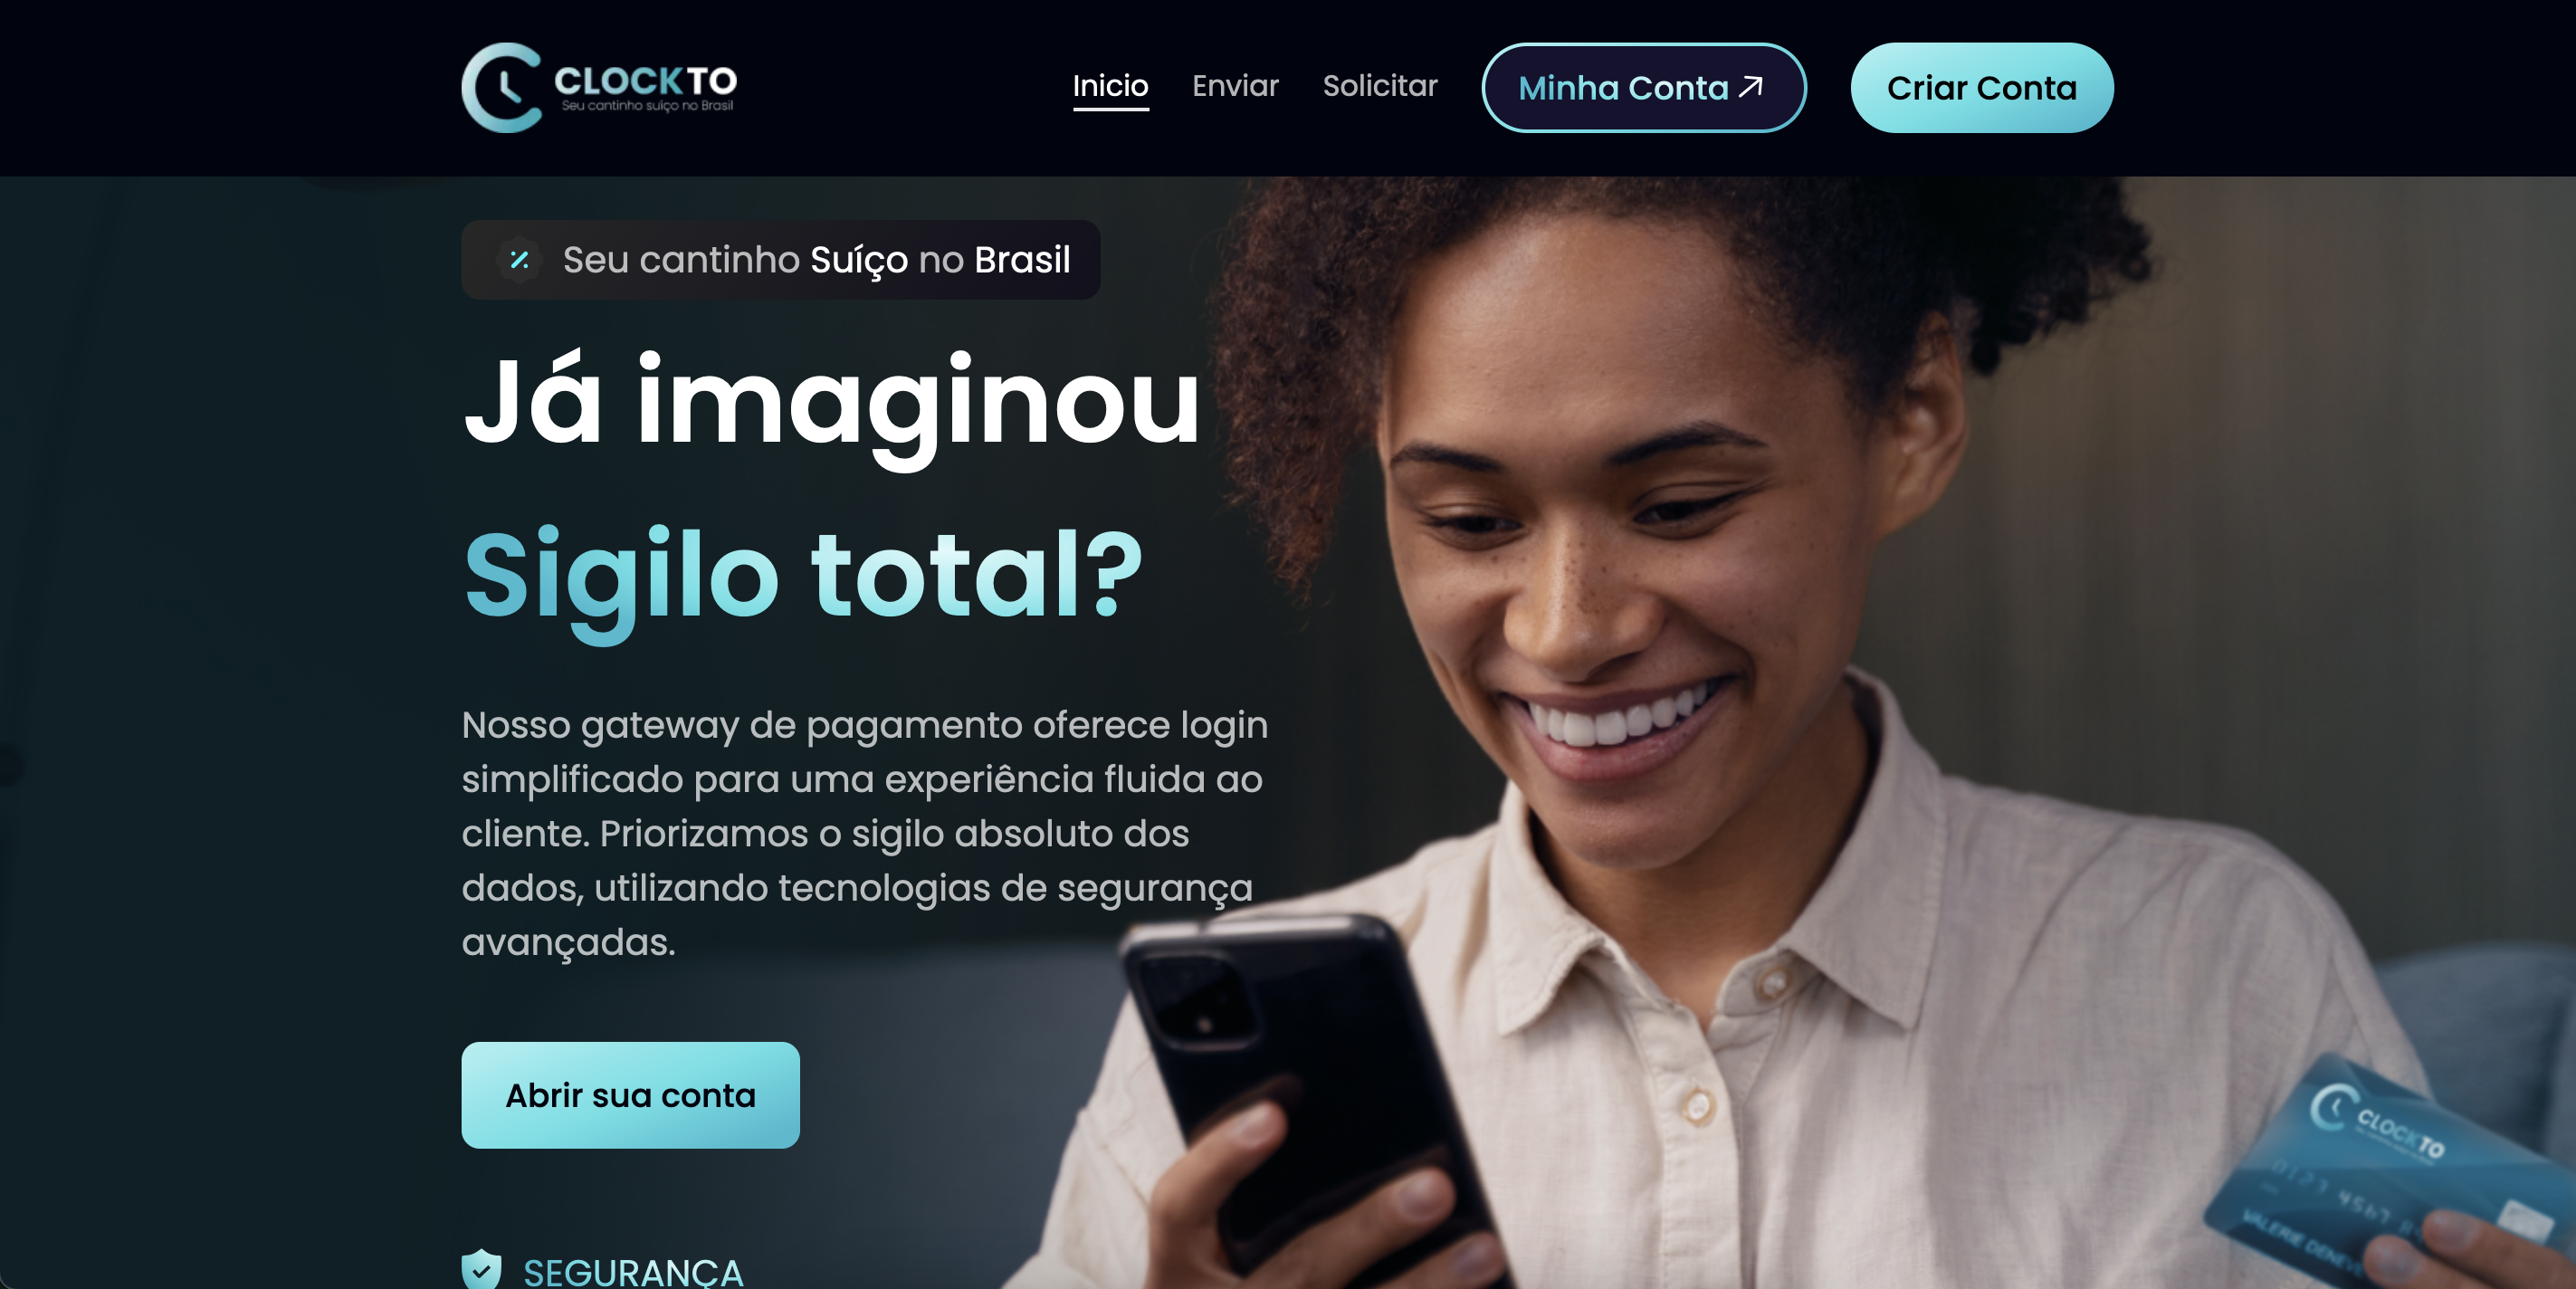 CLOCKTO
Seu cantinho suíço no Brasil
Inicio
Enviar
Solicitar
Minha Conta
Criar Conta
Seu cantinho Suíço no Brasil
Já imaginou
Sigilo total?
Nosso gateway de pagamento oferece login
simplificado para uma experiência fluida ao
cliente. Priorizamos o sigilo absoluto dos
dados, utilizando tecnologias de segurança
avançadas.
Abrir sua conta
SEGURANÇA
CLOCKTO
0123 4567
VALERIE